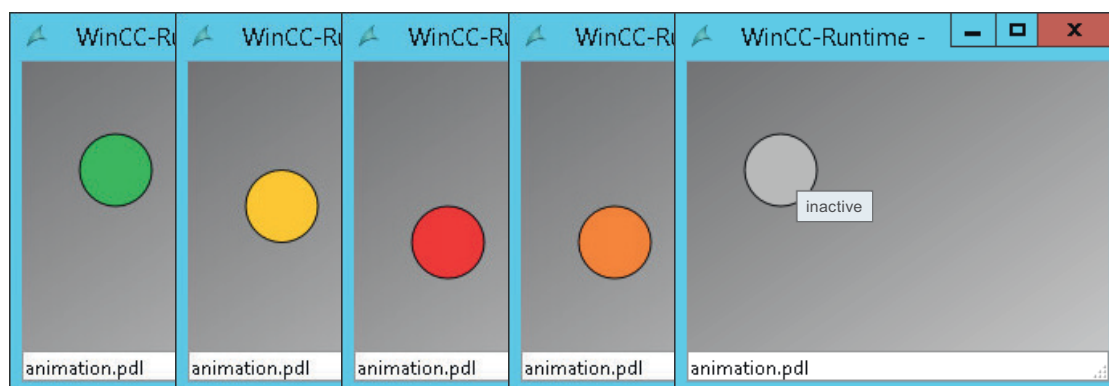 WinCC-Ru
WinCC-Ru
WinCC-Ru
WinCC-Ru
WinCC-Runtime -
inactive
animation.pdl
animation.pdl
animation.pdl
animation.pdl
animation.pdl